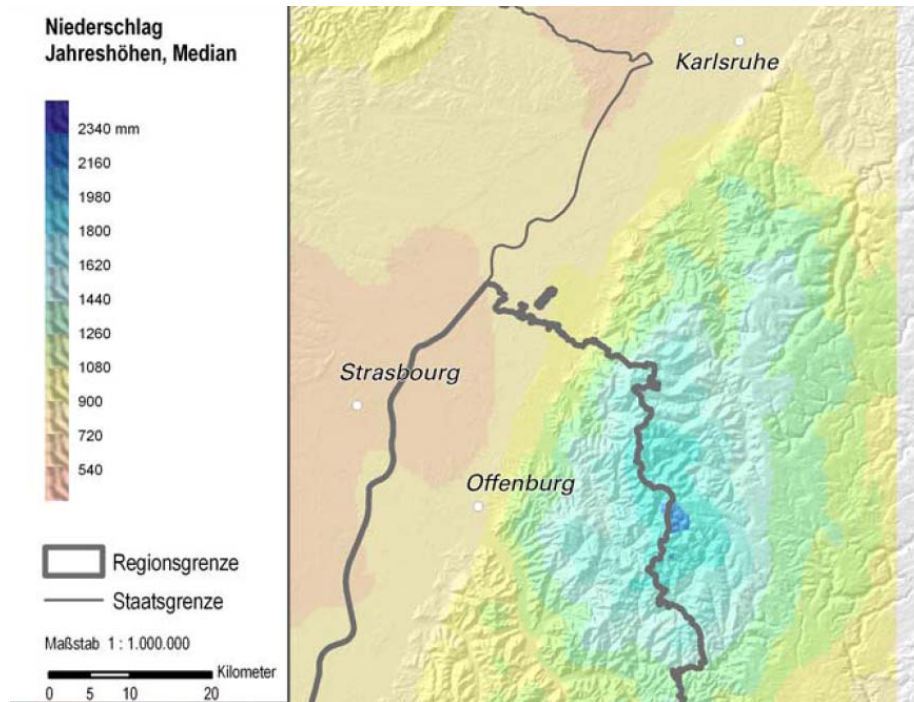 Niederschlag
Jahreshöhen, Median
2340 mm
2160
1980
1800
1620
1440
1260
1080
900
720
540
Regionsgrenze
Staatsgrenze
Maßstab 1 : 1.000.000
Kilometer
0 5 10 20
Karlsruhe
Strasbourg
Offenburg